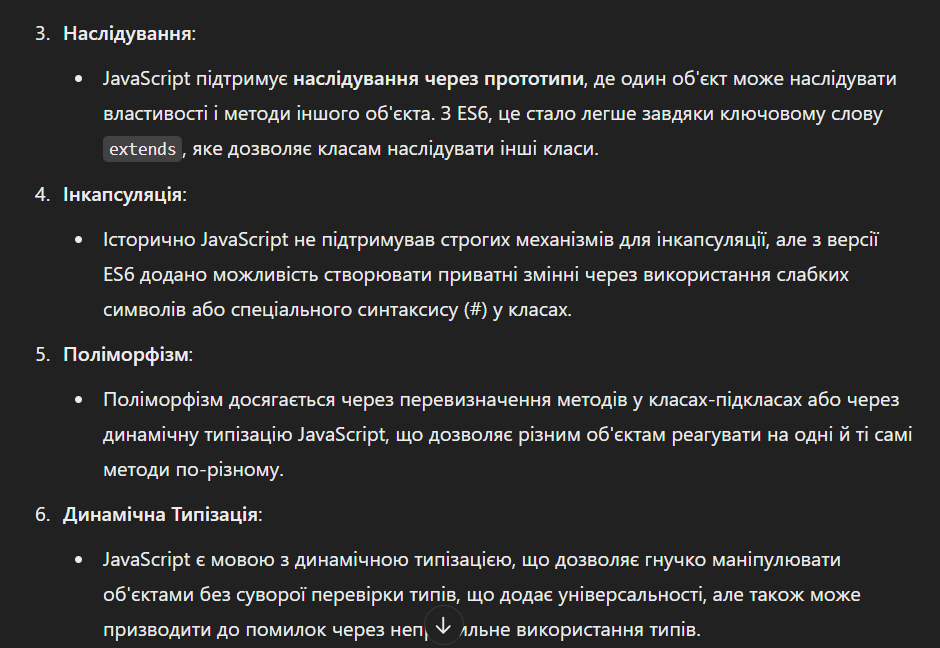 3. Наслідування:
• JavaScript підтримує наслідування через прототипи, де один об'єкт може наслідувати
властивості і методи іншого об'єкта. З ES6, це стало легше завдяки ключовому слову
extends, яке дозволяє класам наслідувати інші класи.
4. Інкапсуляція:
• Історично JavaScript не підтримував строгих механізмів для інкапсуляції, але з версії
ES6 додано можливість створювати приватні змінні через використання слабких
символів або спеціального синтаксису (#) у класах.
5. Поліморфізм:
• Поліморфізм досягається через перевизначення методів у класах-підкласах або через
динамічну типізацію JavaScript, що дозволяє різним об'єктам реагувати на одні й ті самі
методи по-різному.
6. Динамічна Типізація:
• JavaScript є мовою з динамічною типізацією, що дозволяє гнучко маніпулювати
об'єктами без суворої перевірки типів, що додає універсальності, але також може
призводити до помилок через використання типів.